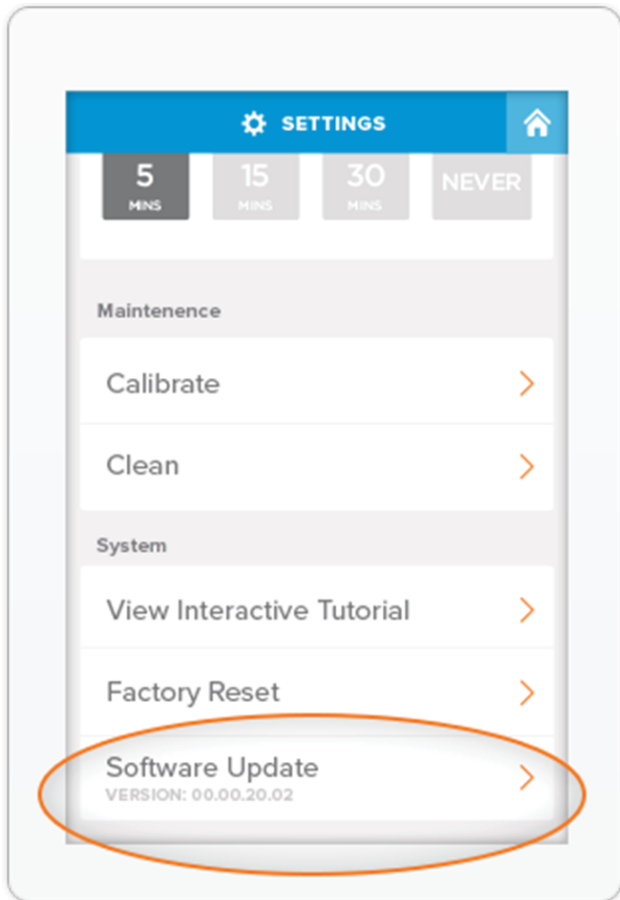 SETTINGS
5 15 30 NEVER
MINS MINS MINS
Maintenence
Calibrate
Clean
System
View Interactive Tutorial
Factory Reset
Software Update
VERSION: 00.00.20.02